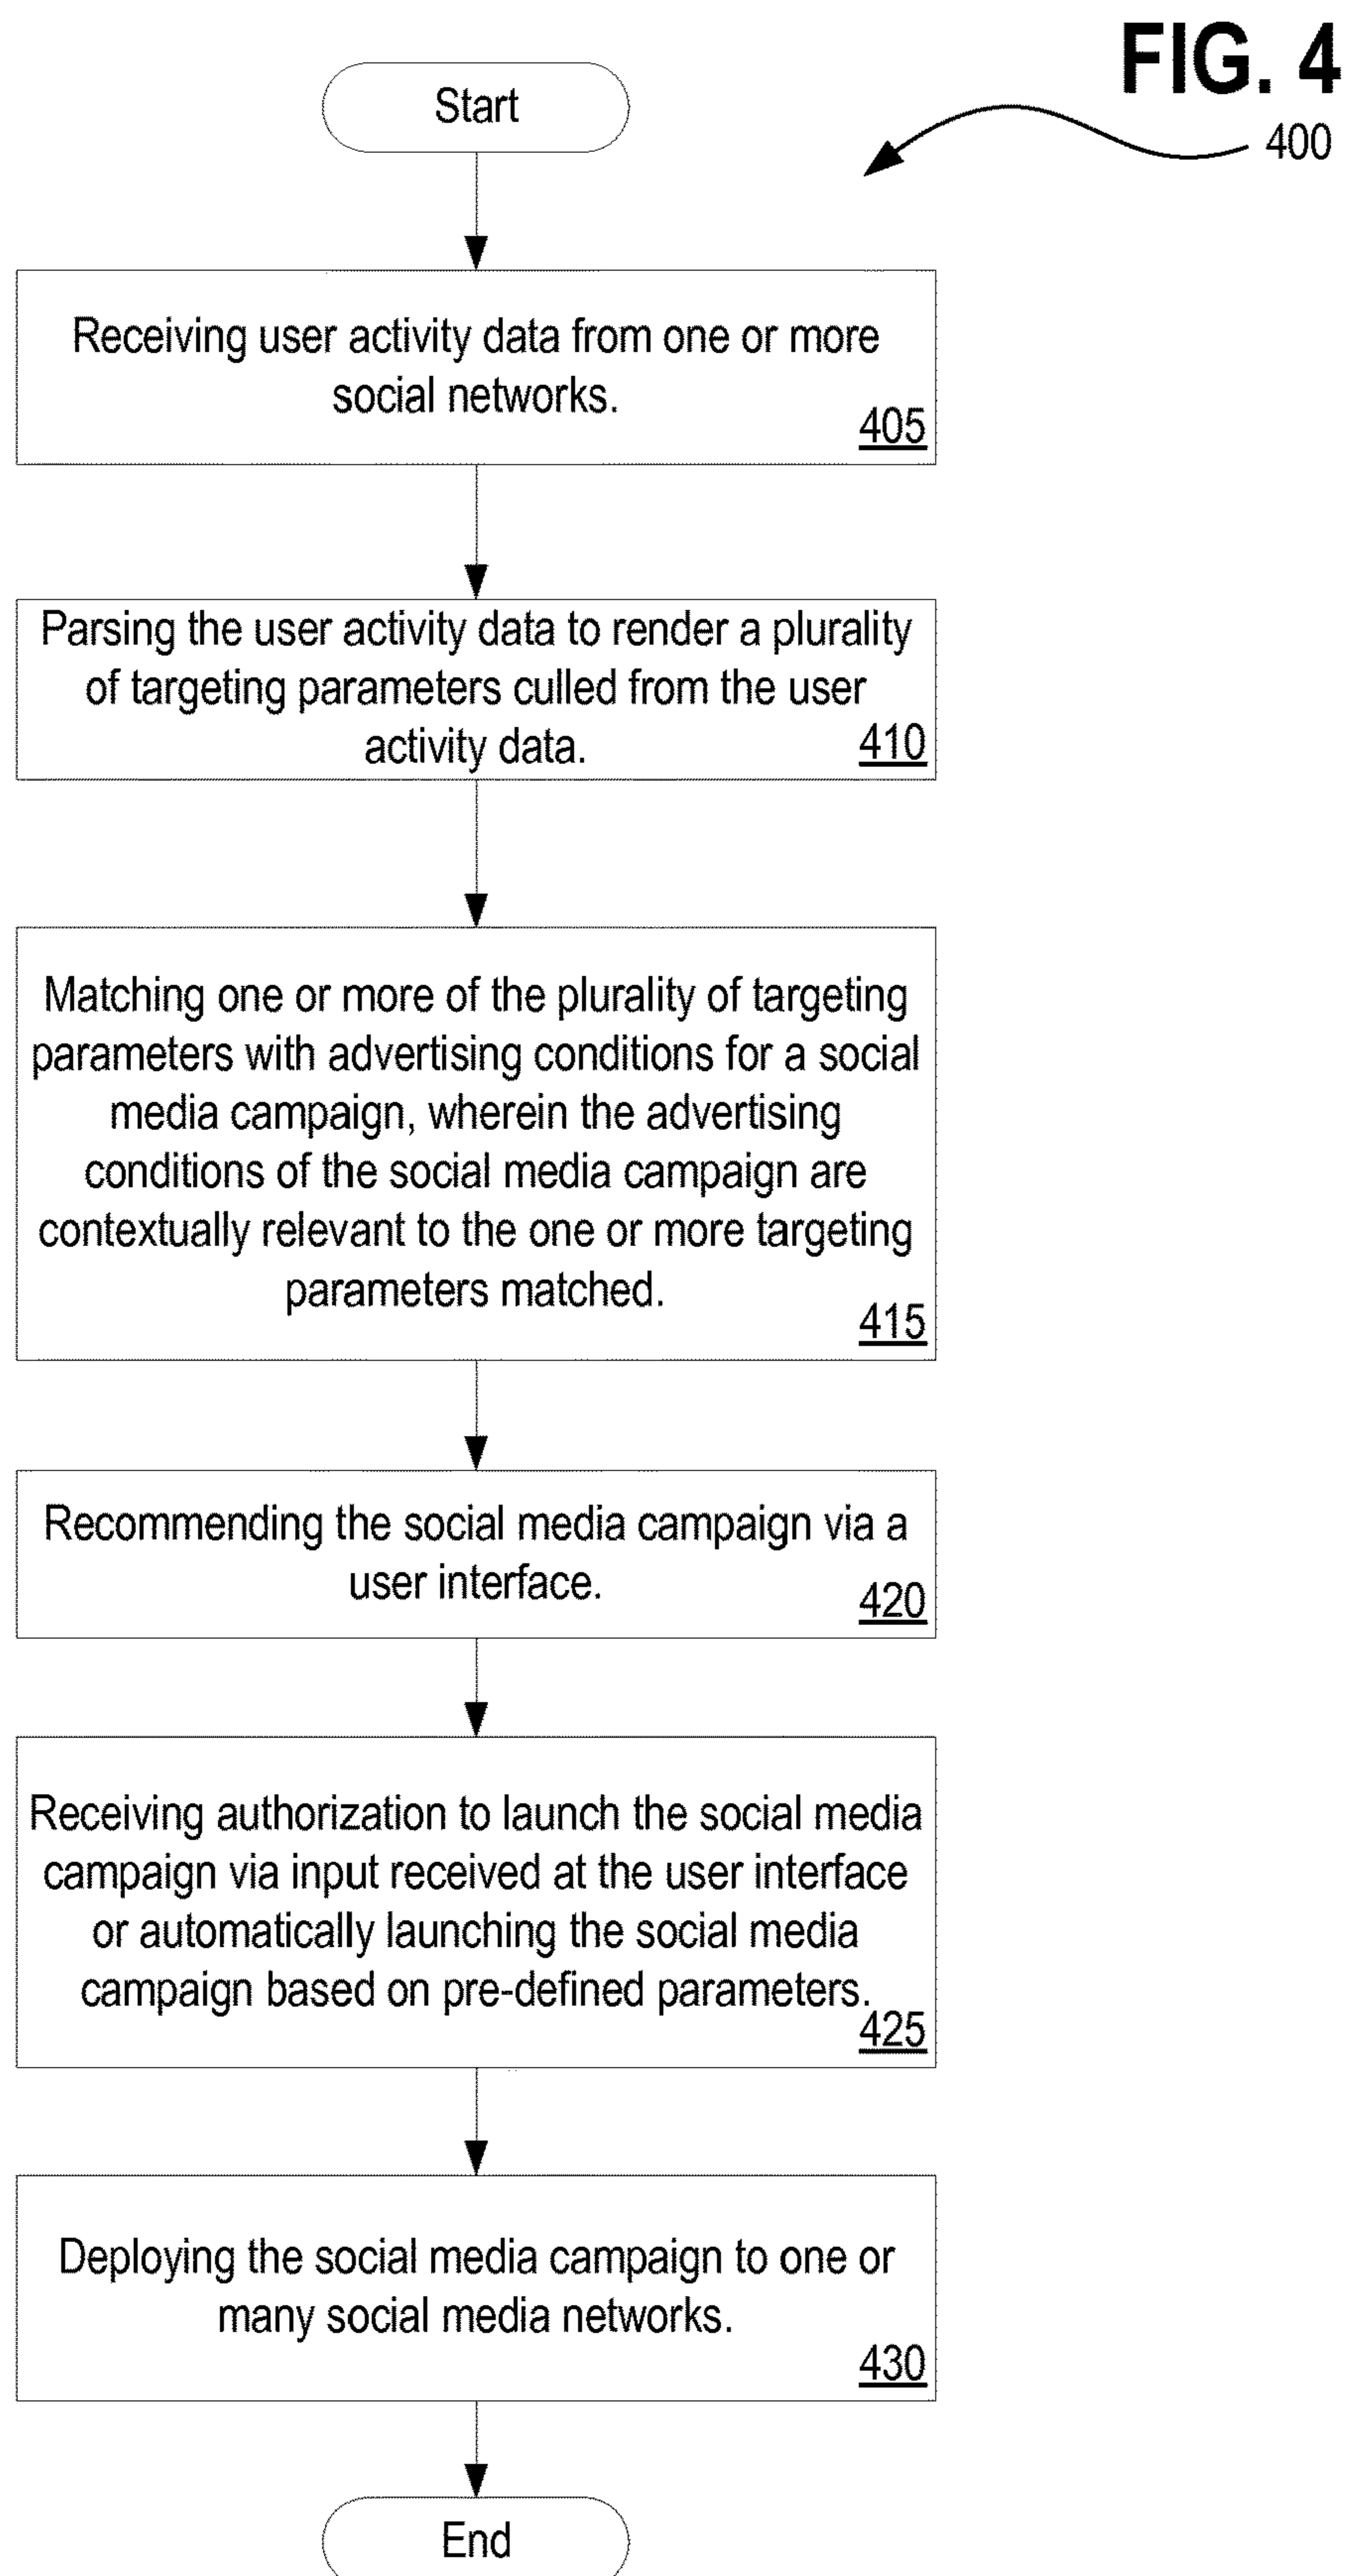 FIG. 4
400
Start
Receiving user activity data from one or more
social networks.
405
Parsing the user activity data to render a plurality
of targeting parameters culled from the user
activity data.
410
Matching one or more of the plurality of targeting
parameters with advertising conditions for a social
media campaign, wherein the advertising
conditions of the social media campaign are
contextually relevant to the one or more targeting
parameters matched.
415
Recommending the social media campaign via a
user interface.
420
Receiving authorization to launch the social media
campaign via input received at the user interface
or automatically launching the social media
campaign based on pre-defined parameters.
425
Deploying the social media campaign to one or
many social media networks.
430
End